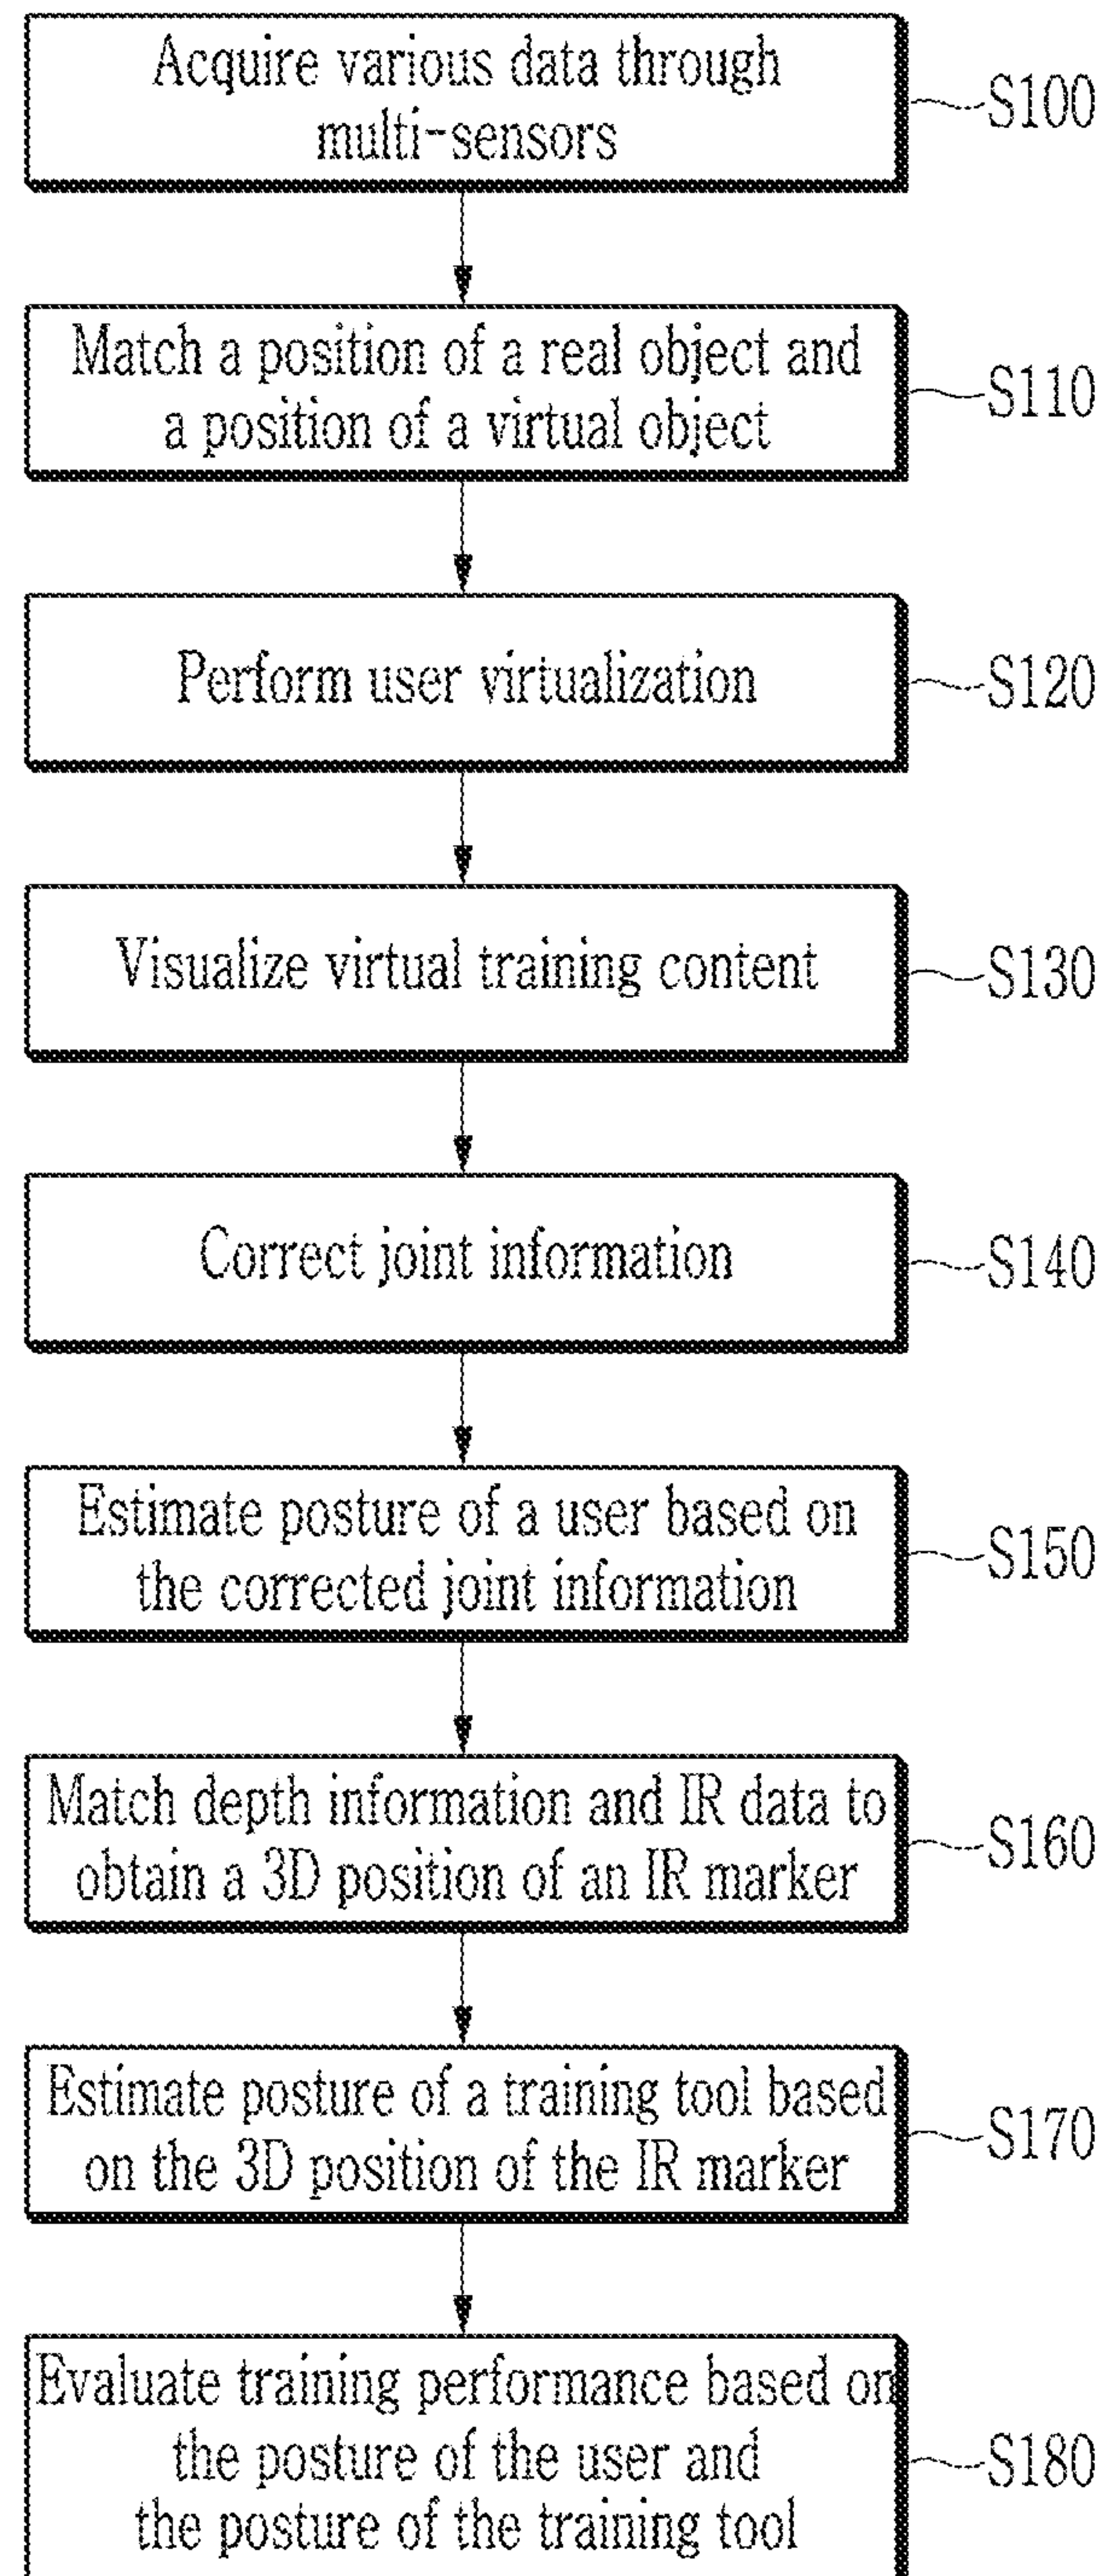 Acquire various data through
multi-sensors
S100
Match a position of a real object and
a position of a virtual object
S110
Perform user virtualization
S120
Visualize virtual training content
S130
Correct joint information
S140
Estimate posture of a user based on
the corrected joint information
S150
Match depth information and IR data to
obtain a 3D position of an IR marker
S160
Estimate posture of a training tool based
on the 3D position of the IR marker
S170
Evaluate training performance based on
the posture of the user and
the posture of the training tool
S180